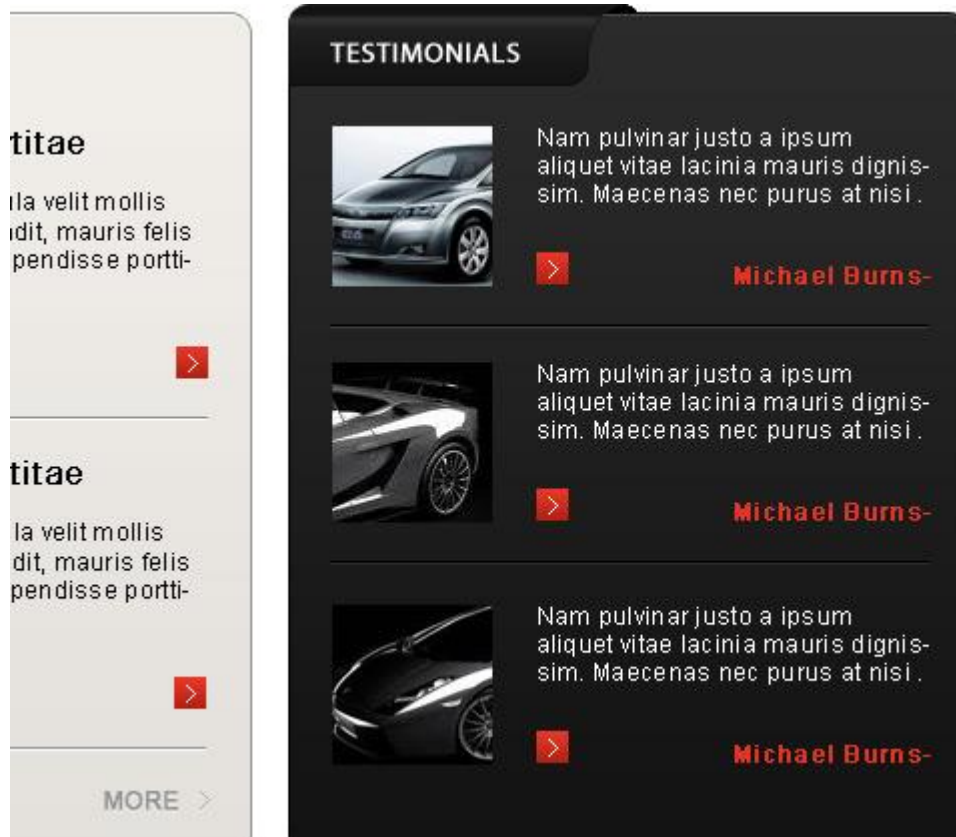 titae
velit mollis
mauris felis
portti-
titae
la velit mollis
dit, mauris felis
pendisse portti-
MORE
TESTIMONIALS
Nam pulvinar justo a ipsum
aliquet vitae lacinia mauris dignis-
sim. Maecenas nec purus at nisi .
Michael Burns-
Nam pulvinar justo a ipsum
aliquet vitae lacinia mauris dignis-
sim. Maecenas nec purus at nisi .
Michael Burns-
Nam pulvinar justo a ipsum
aliquet vitae lacinia mauris dignis-
sim. Maecenas nec purus at nisi .
Michael Burns-